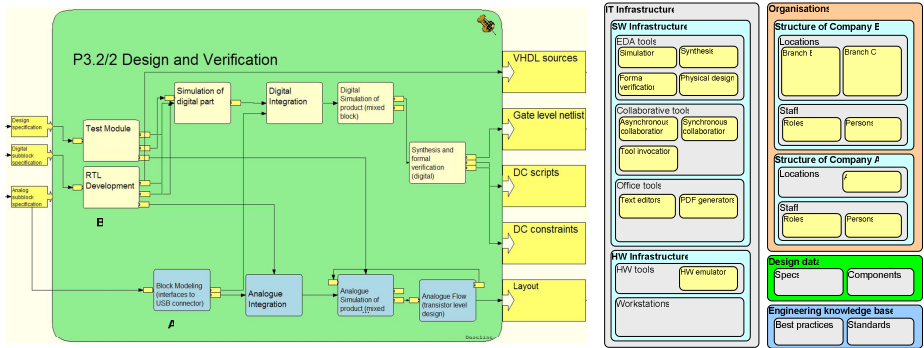 P3.2/2 Design and Verification
Design
specification
Digital
subblock
specification
Analog
subblock
specification
Test Module
RTL
Development
B
Simulation of
digital part
Digital
Integration
Digital
Simulation of
product (mixed
block)
Synthesis and
formal
verification
(digital)
Block Modeling
(interfaces to
USB connector)
A
Analogue
Integration
Analogue
Simulation of
product (mixed
...
Analogue Flow
(transistor level
design)
VHDL sources
Gate level netlist
DC scripts
DC constraints
Layout
IT Infrastructure
SW Infrastructure
EDA tools
Simulation
Synthesis
Forma
verification
Physical design
Collaborative tools
Asynchronous
collaboration
Synchronous
collaboration
Tool invocation
Office tools
Text editors
PDF generators
HW Infrastructure
HW tools
HW emulator
Workstations
Organisations
Structure of Company B
Locations
Branch B
Branch C
Staff
Roles
Persons
Structure of Company A
Locations
Staff
Roles
Persons
Design data
Specs
Components
Engineering knowledge base
Best practices
Standards